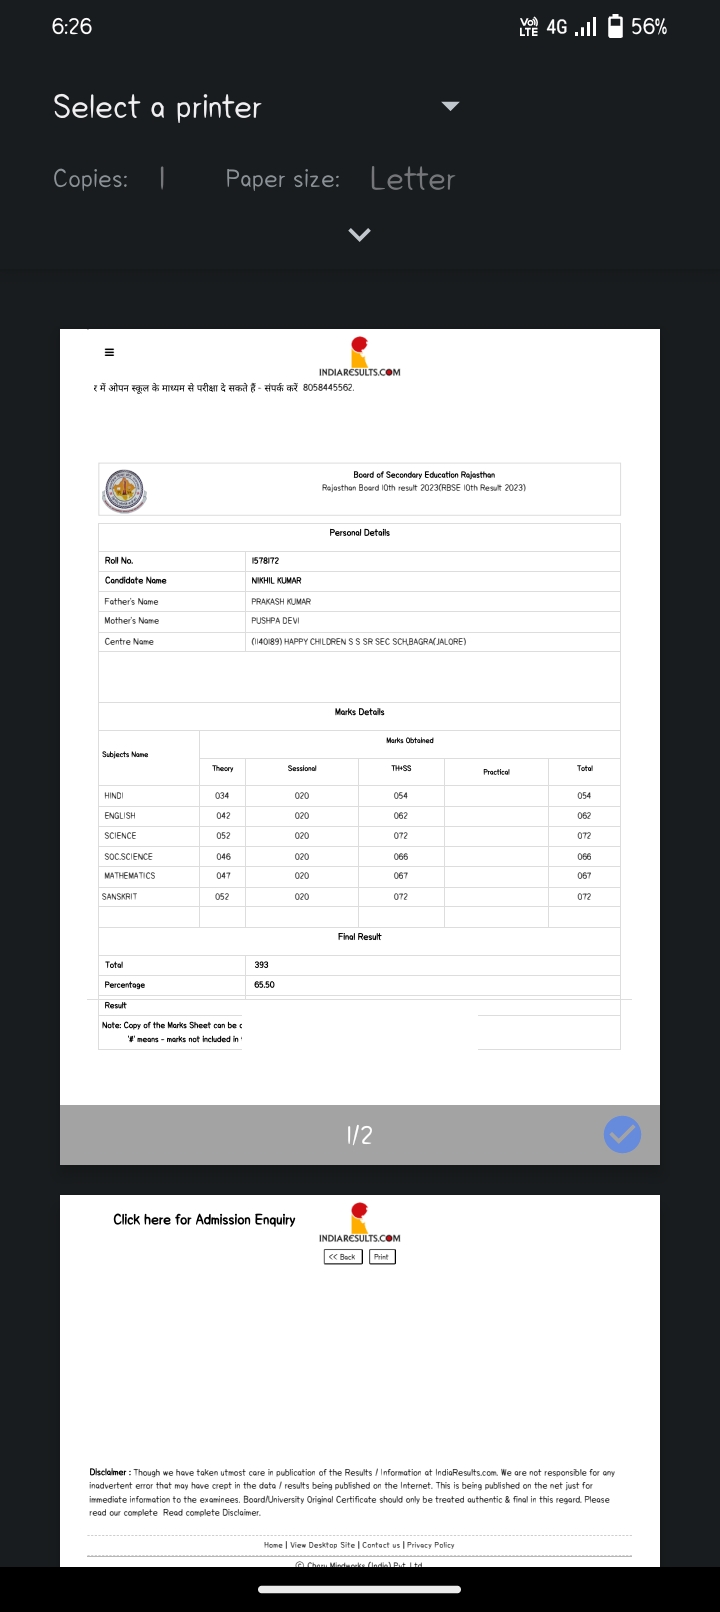 6:26 Vo) LTE 4G 56%
Select a printer
Copies: 1 Paper size: Letter
INDIARESULTS.COM
र में ओपन स्कूल के माध्यम से परीक्षा दे सकते हैं - संपर्क करें 8058445562.
Board of Secondary Education Rajasthan
Rajasthan Board 10th result 2023(RBSE 10th Result 2023)
Personal Details
Roll No. 1578172
Candidate Name NIKHIL KUMAR
Father's Name PRAKASH KUMAR
Mother's Name PUSHPA DEVI
Centre Name (1140189) HAPPY CHILDREN S S SR SEC SCH,BAGRA(JALORE)
Marks Details
Subjects Name Marks Obtained
Theory Sessional TH+SS Practical Total
HINDI 034 020 054 054
ENGLISH 042 020 062 062
SCIENCE 052 020 072 072
SOC.SCIENCE 046 020 066 066
MATHEMATICS 047 020 067 067
SANSKRIT 052 020 072 072
Final Result
Total 393
Percentage 65.50
Result
Note: Copy of the Marks Sheet can be
'#' means - marks not included in
1/2
Click here for Admission Enquiry
INDIARESULTS.COM
<< Back Print
Disclaimer : Though we have taken utmost care in publication of the Results / Information at IndiaResults.com. We are not responsible for any
inadvertent error that may have crept in the data / results being published on the Internet. This is being published on the net just for
immediate information to the examinees. Board/University Original Certificate should only be treated authentic & final in this regard. Please
read our complete Read complete Disclaimer.
Home | View Desktop Site | Contact us | Privacy Policy
© Charu Mindworks (India) Pvt. Ltd